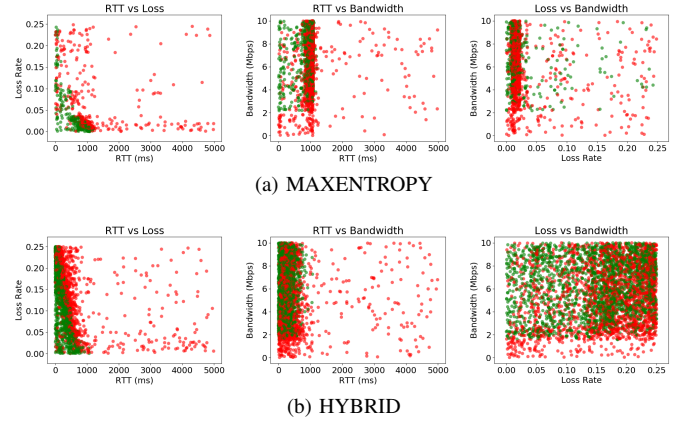 RTT vs Loss
Loss Rate
0.25
0.20
0.15
0.10
0.05
0.00
0 1000 2000 3000 4000 5000
RTT (ms)
RTT vs Bandwidth
Bandwidth (Mbps)
10
8
6
4
2
0
0 1000 2000 3000 4000 5000
RTT (ms)
Loss vs Bandwidth
Bandwidth (Mbps)
10
8
6
4
2
0
0.00 0.05 0.10 0.15 0.20 0.25
Loss Rate
(a) MAXENTROPY
RTT vs Loss
Loss Rate
0.25
0.20
0.15
0.10
0.05
0.00
0 1000 2000 3000 4000 5000
RTT (ms)
RTT vs Bandwidth
Bandwidth (Mbps)
10
8
6
4
2
0
0 1000 2000 3000 4000 5000
RTT (ms)
Loss vs Bandwidth
Bandwidth (Mbps)
10
8
6
4
2
0
0.00 0.05 0.10 0.15 0.20 0.25
Loss Rate
(b) HYBRID